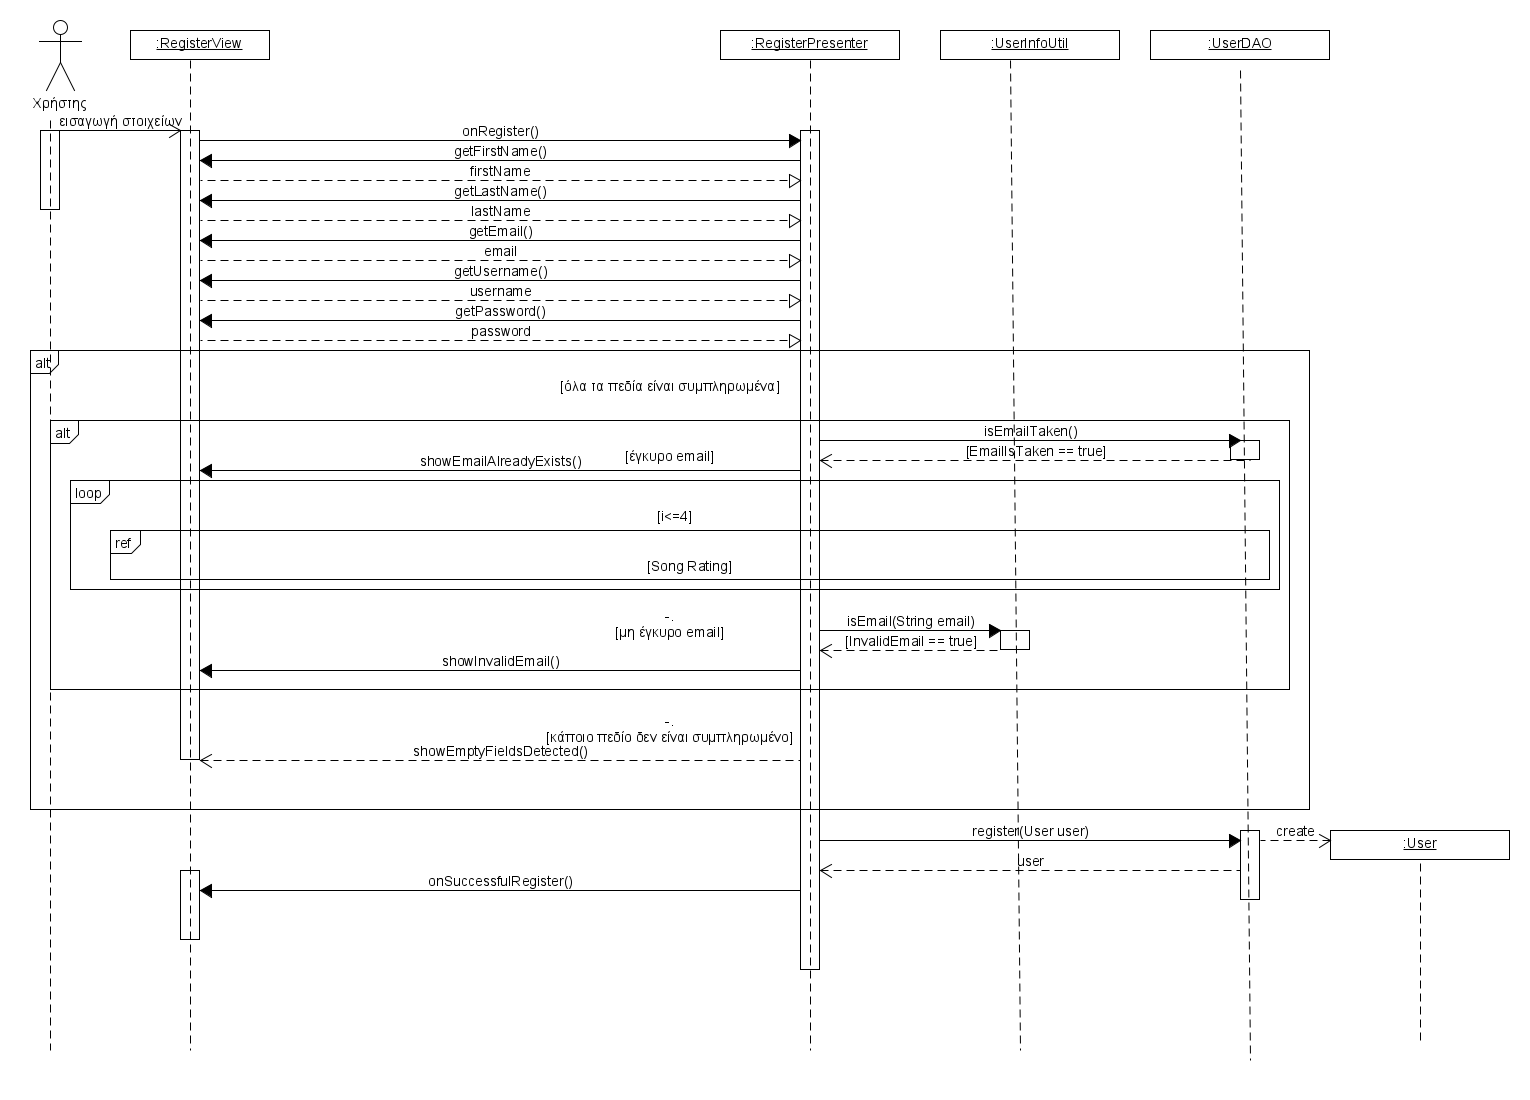 :RegisterView
:RegisterPresenter
:UserInfoUtil
:UserDAO
Χρήστης
εισαγωγή στοιχείων
onRegister()
getFirstName()
firstName
getLastName()
lastName
getEmail()
email
getUsername()
username
getPassword()
password
alt
[όλα τα πεδία είναι συμπληρωμένα]
alt
isEmailTaken()
[EmailIsTaken == true]
[έγκυρο email]
showEmailAlreadyExists()
loop
[i<=4]
ref
[Song Rating]
isEmail(String email)
[μη έγκυρο email]
[InvalidEmail == true]
showInvalidEmail()
[κάποιο πεδίο δεν είναι συμπληρωμένο]
showEmptyFieldsDetected()
register(User user)
create
:User
user
onSuccessfulRegister()